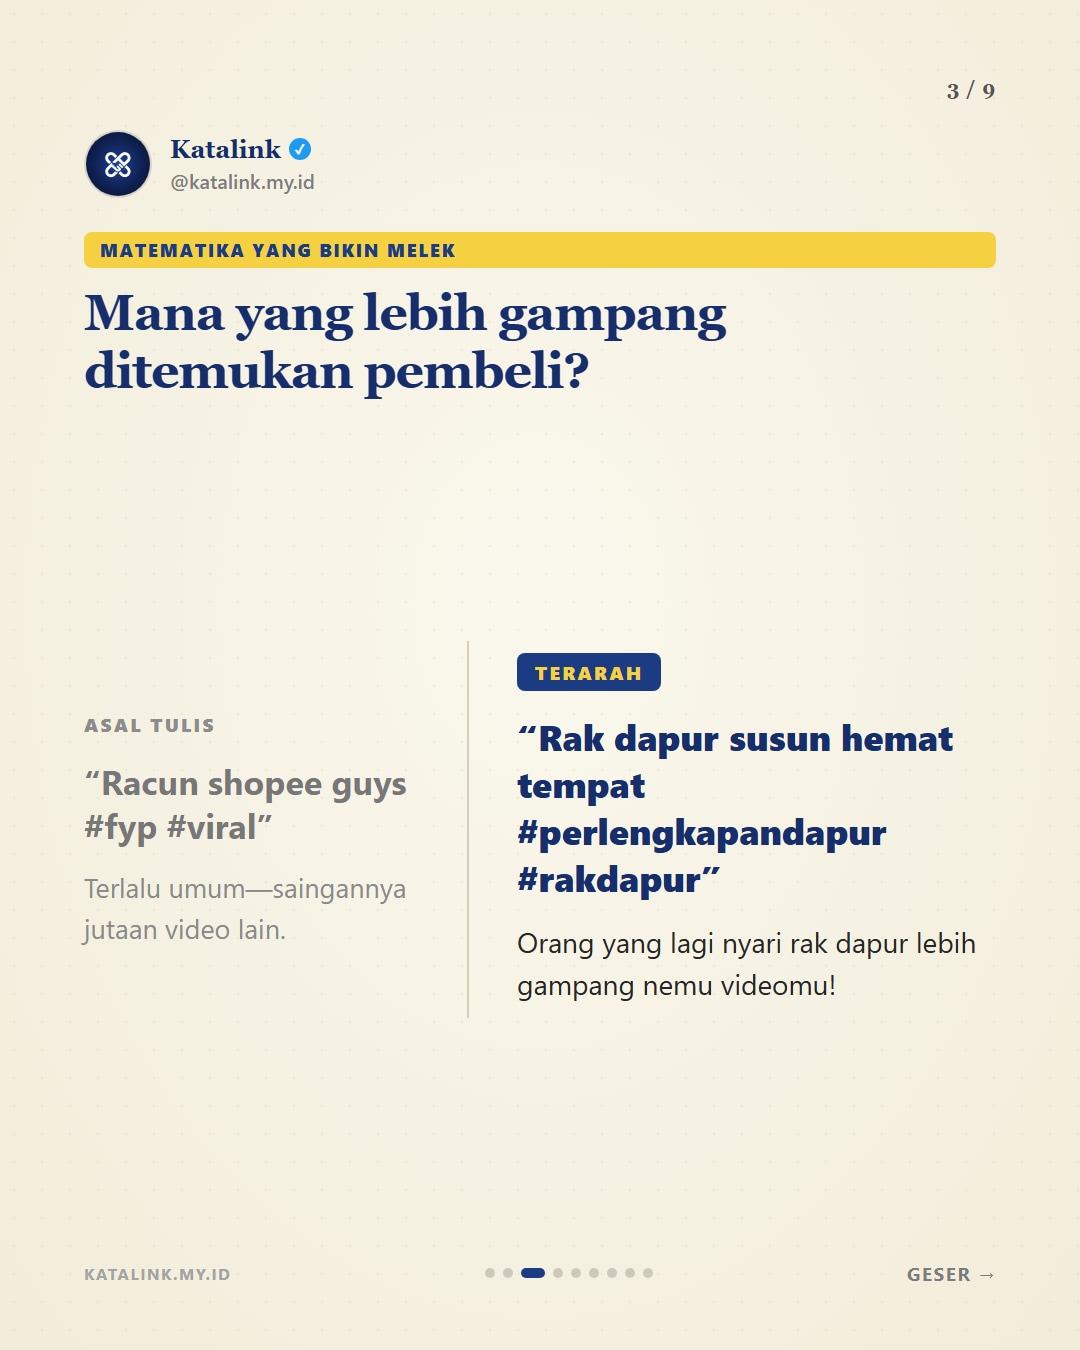 3 / 9
Katalink
@katalink.my.id
MATEMATIKA YANG BIKIN MELEK
Mana yang lebih gampang
ditemukan pembeli?
ASAL TULIS
“Racun shopee guys
#fyp #viral”
Terlalu umum—saingannya
jutaan video lain.
TERARAH
“Rak dapur susun hemat
tempat
#perlengkapandapur
#rakdapur”
Orang yang lagi nyari rak dapur lebih
gampang nemu videomu!
KATALINK.MY.ID
GESER →